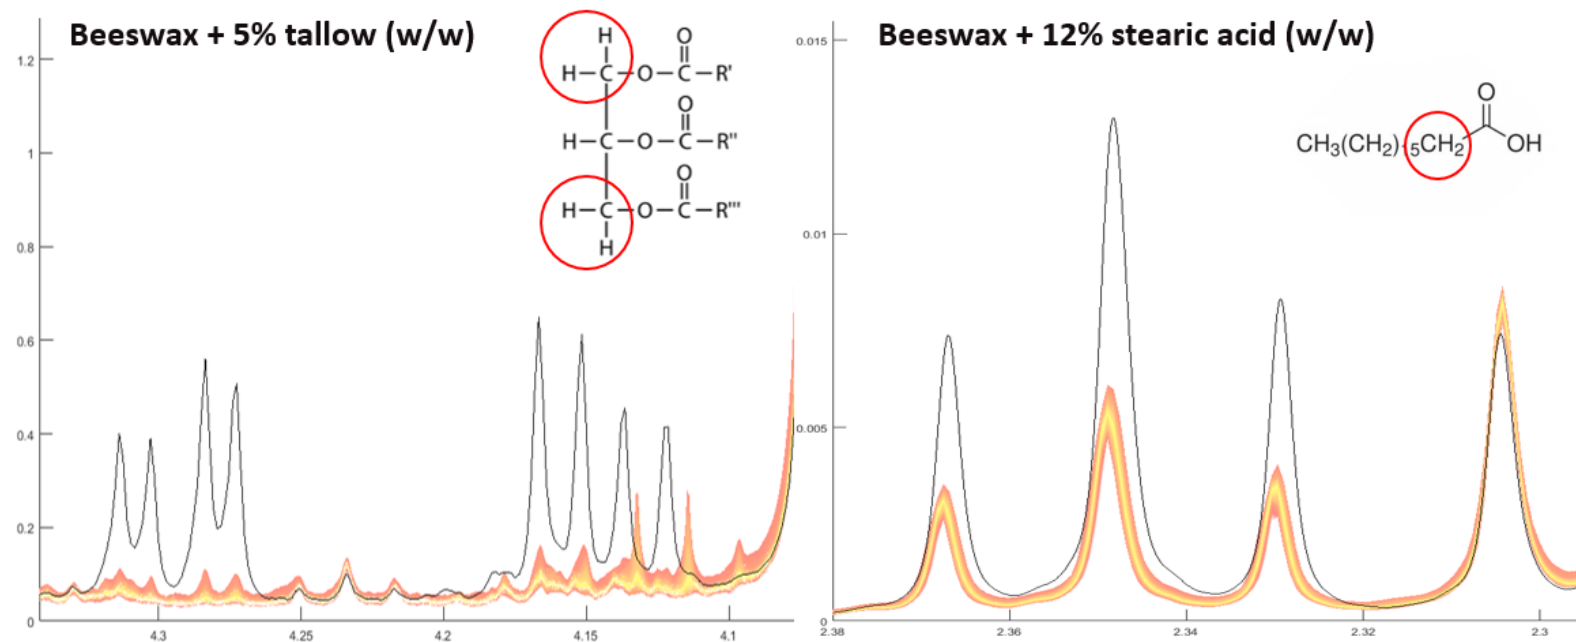 Beeswax + 5% tallow (w/w)
H O
H–C–O–C–R'
O
H–C–O–C–R"
O
H–C–O–C–R'''
H
1.2
1
0.8
0.6
0.4
0.2
0
4.3 4.25 4.2 4.15 4.1
Beeswax + 12% stearic acid (w/w)
O
CH3(CH2)5CH2 OH
0.015
0.01
0.005
0
2.38 2.36 2.34 2.32 2.3